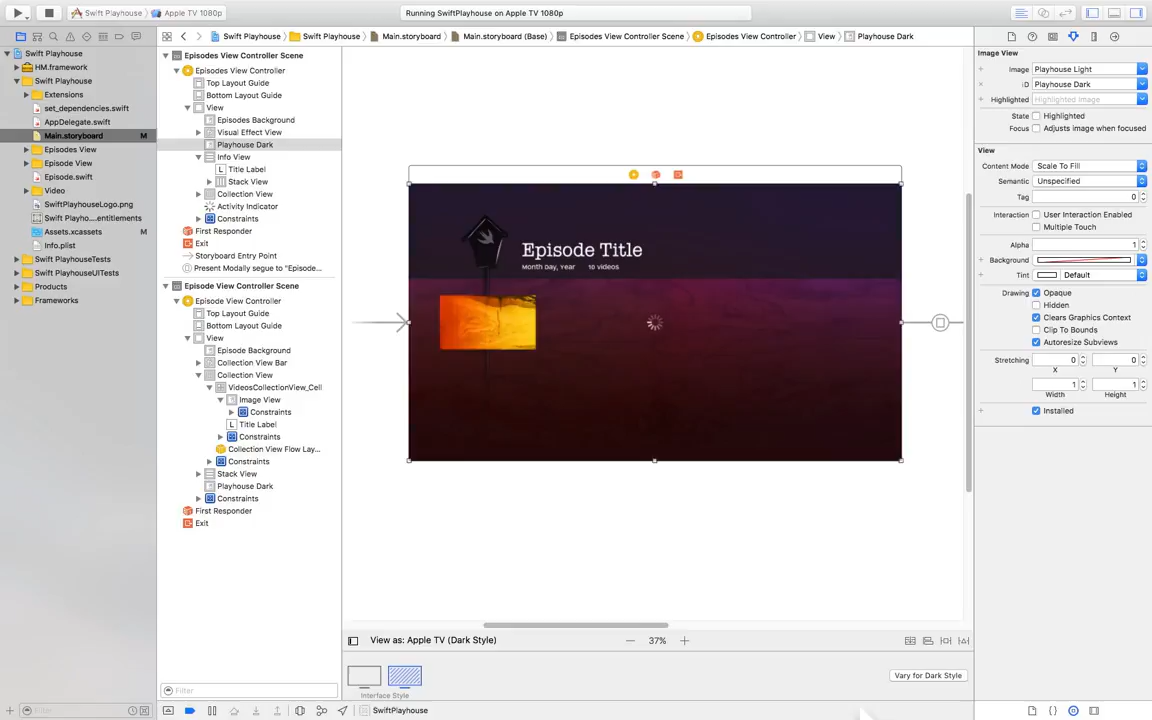 SwiftPlayhouse
Apple TV 1080p
Running SwiftPlayhouse on Apple TV 1080p
Swift Playhouse
Swift Playhouse
Main.storyboard
Main.storyboard (Base)
Episodes View Controller Scene
Episodes View Controller
View
Playhouse Dark
Swift Playhouse
HM.framework
Swift Playhouse
Extensions
set_dependencies.swift
AppDelegate.swift
Main.storyboard M
Episodes View
Episode View
Episode.swift
Video
SwiftPlayhouseLogo.png
Swift Playho....entitlements
Assets.xcassets M
Info.plist
SwiftPlayhouseTests
SwiftPlayhouseUITests
Products
Frameworks
Filter
Episodes View Controller Scene
Episodes View Controller
Top Layout Guide
Bottom Layout Guide
View
Episodes Background
Visual Effect View
Playhouse Dark
Info View
L Title Label
Stack View
Collection View
Activity Indicator
Constraints
First Responder
Exit
Storyboard Entry Point
Present Modally segue to "Episode...
Episode View Controller Scene
Episode View Controller
Top Layout Guide
Bottom Layout Guide
View
Episode Background
Collection View Bar
Collection View
VideosCollectionView_Cell
Image View
Constraints
L Title Label
Constraints
Collection View Flow Lay...
Constraints
Stack View
Playhouse Dark
Constraints
First Responder
Exit
Filter
Episode Title
Month Day, Year 10 videos
View as: Apple TV (Dark Style)
37%
Interface Style
Vary for Dark Style
SwiftPlayhouse
Image View
Image Playhouse Light
Playhouse Dark
Highlighted Highlighted Image
State Highlighted
Focus Adjusts image when focused
View
Content Mode Scale To Fill
Semantic Unspecified
Tag 0
Interaction User Interaction Enabled
Multiple Touch
Alpha 1
Background
Tint Default
Drawing Opaque
Hidden
Clears Graphics Context
Clip To Bounds
Autoresize Subviews
Stretching 0 0
X Y
1 1
Width Height
Installed